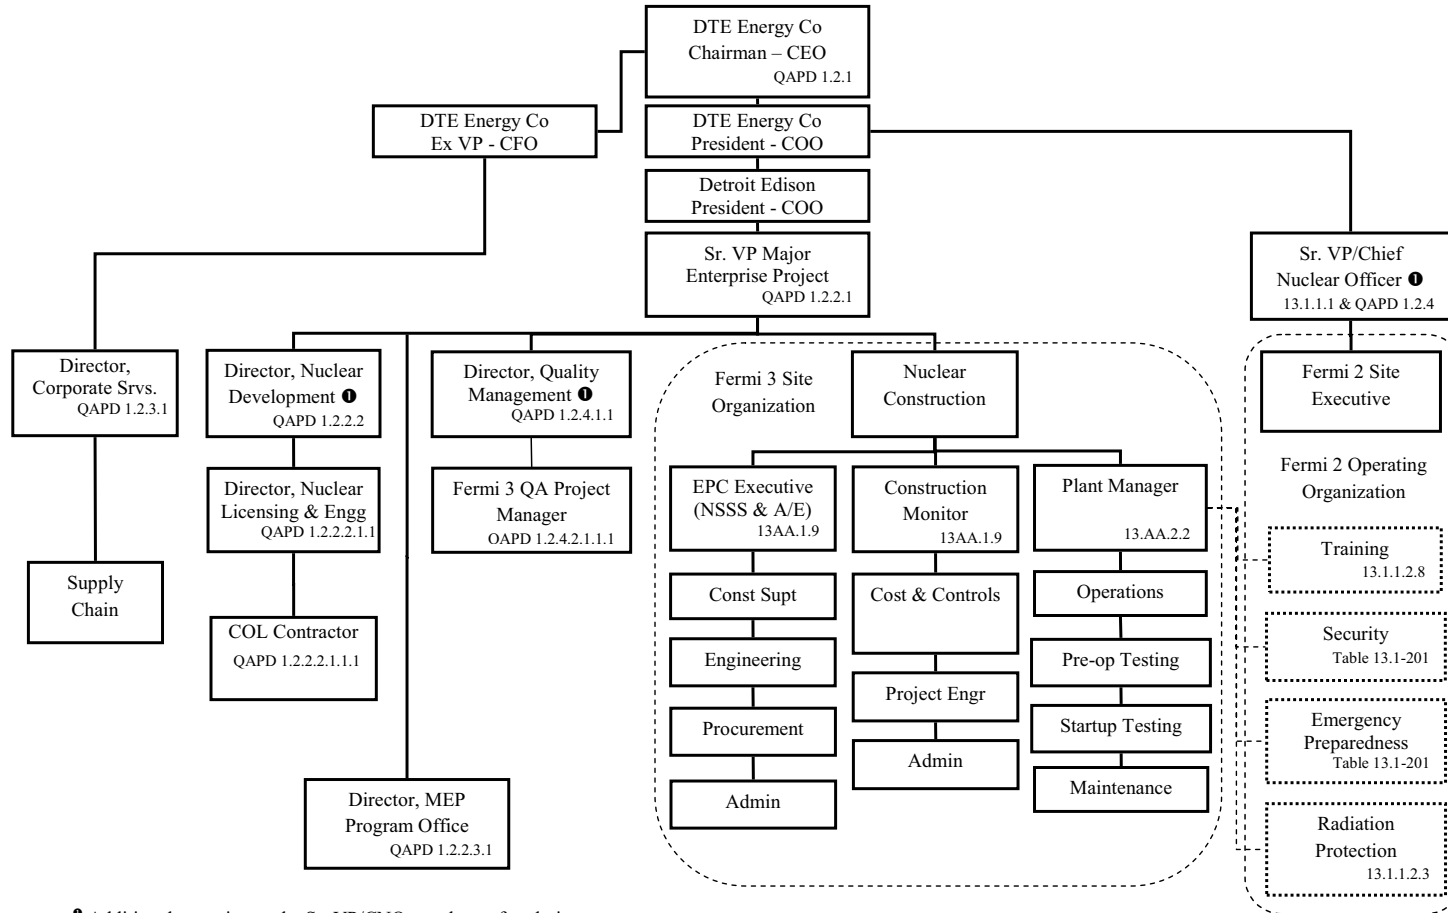 DTE Energy Co
Chairman – CEO
QAPD 1.2.1
DTE Energy Co
Ex VP - CFO
DTE Energy Co
President - COO
Detroit Edison
President - COO
Sr. VP Major
Enterprise Project
QAPD 1.2.2.1
Sr. VP/Chief
Nuclear Officer ❶
13.1.1.1 & QAPD 1.2.4
Director,
Corporate Srvs.
QAPD 1.2.3.1
Director, Nuclear
Development ❶
QAPD 1.2.2.2
Director, Quality
Management ❶
QAPD 1.2.4.1.1
Fermi 3 Site
Organization
Nuclear
Construction
Fermi 2 Site
Executive
Director, Nuclear
Licensing & Engg
QAPD 1.2.2.2.1.1
Fermi 3 QA Project
Manager
OAPD 1.2.4.2.1.1.1
EPC Executive
(NSSS & A/E)
13AA.1.9
Construction
Monitor
13AA.1.9
Plant Manager
13.AA.2.2
Fermi 2 Operating
Organization
Supply
Chain
COL Contractor
QAPD 1.2.2.2.1.1.1
Const Supt
Engineering
Procurement
Admin
Cost & Controls
Project Engr
Admin
Operations
Pre-op Testing
Startup Testing
Maintenance
Training
13.1.1.2.8
Security
Table 13.1-201
Emergency
Preparedness
Table 13.1-201
Radiation
Protection
13.1.1.2.3
Director, MEP
Program Office
QAPD 1.2.2.3.1